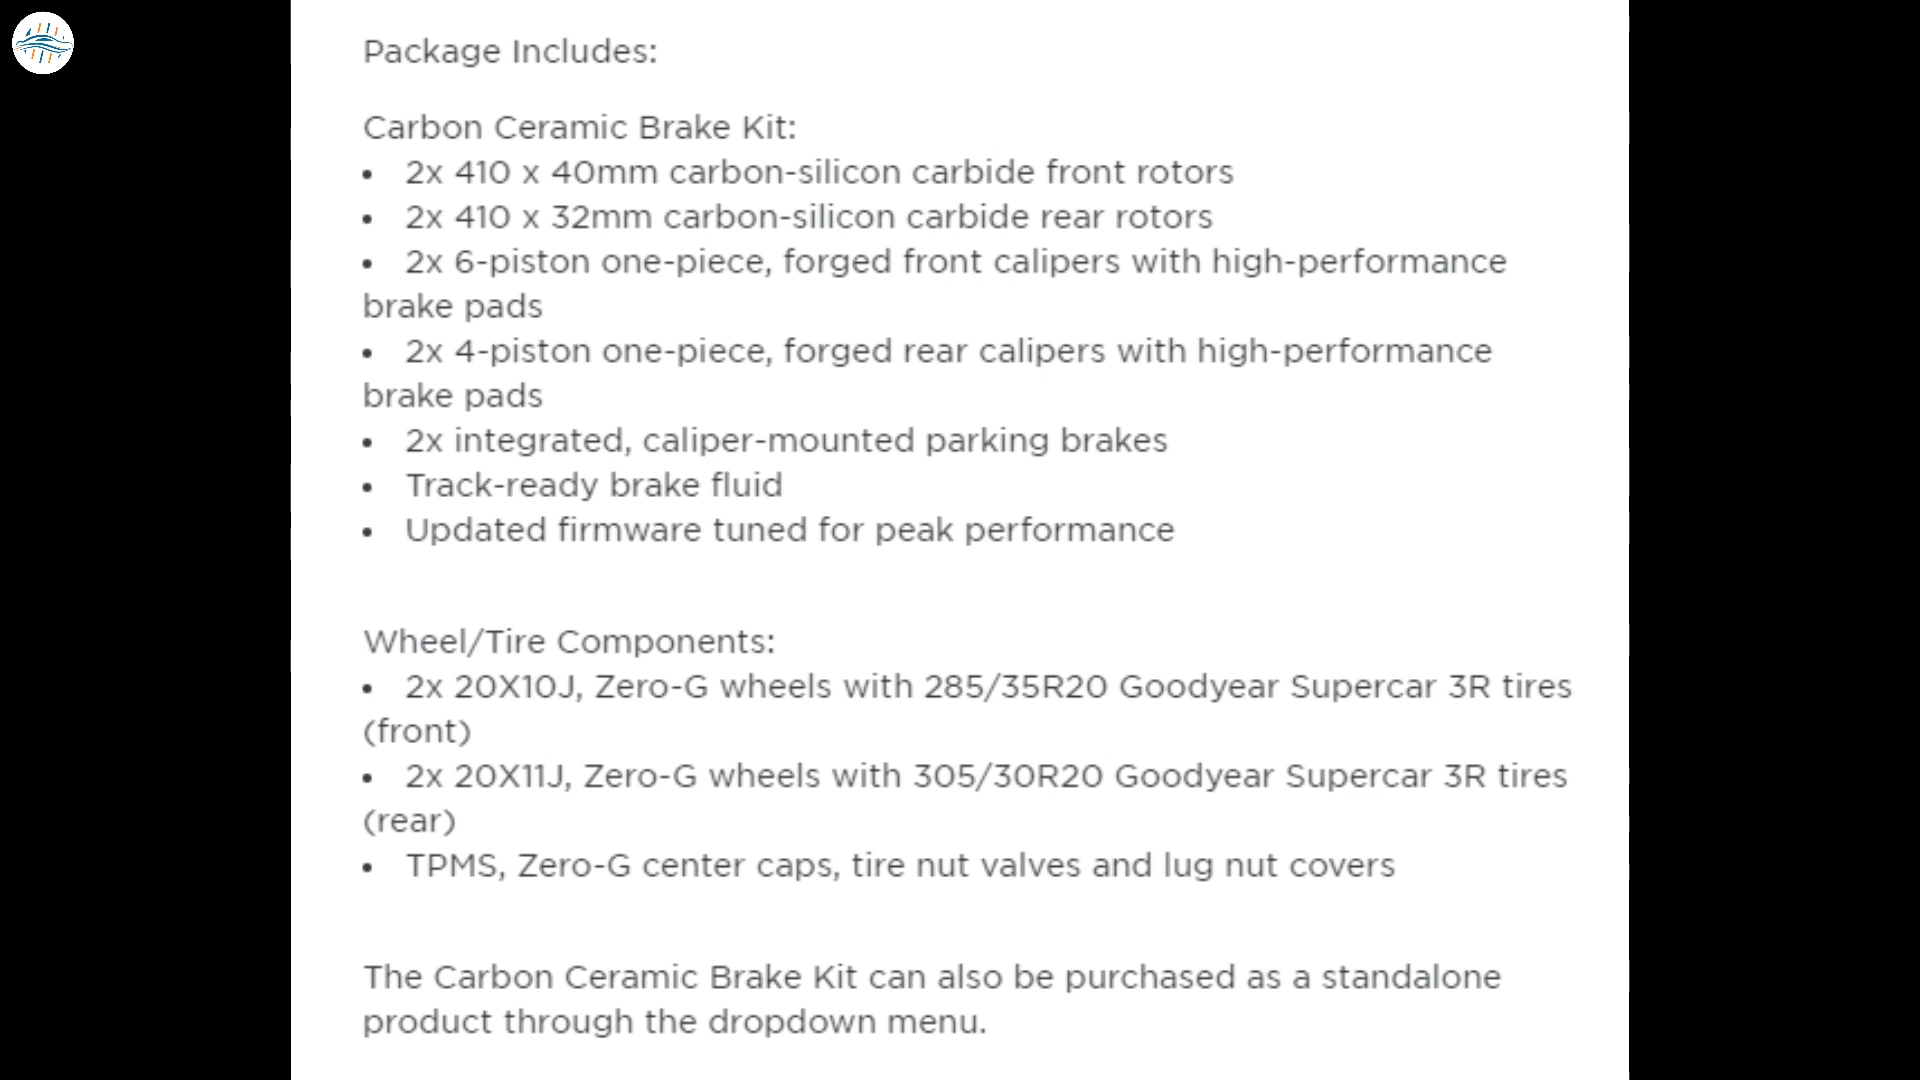 Package Includes:
Carbon Ceramic Brake Kit:
• 2x 410 x 40mm carbon-silicon carbide front rotors
• 2x 410 x 32mm carbon-silicon carbide rear rotors
• 2x 6-piston one-piece, forged front calipers with high-performance
brake pads
• 2x 4-piston one-piece, forged rear calipers with high-performance
brake pads
• 2x integrated, caliper-mounted parking brakes
• Track-ready brake fluid
• Updated firmware tuned for peak performance
Wheel/Tire Components:
• 2x 20X10J, Zero-G wheels with 285/35R20 Goodyear Supercar 3R tires
(front)
• 2x 20X11J, Zero-G wheels with 305/30R20 Goodyear Supercar 3R tires
(rear)
• TPMS, Zero-G center caps, tire nut valves and lug nut covers
The Carbon Ceramic Brake Kit can also be purchased as a standalone
product through the dropdown menu.